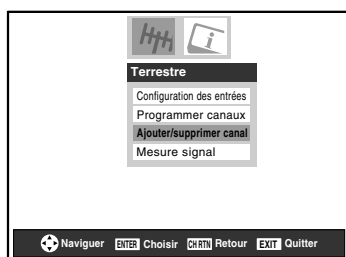 Terrestre
Configuration des entrées
Programmer canaux
Ajouter/supprimer canal
Mesure signal
Naviguer ENTER Choisir CH RTN Retour EXIT Quitter